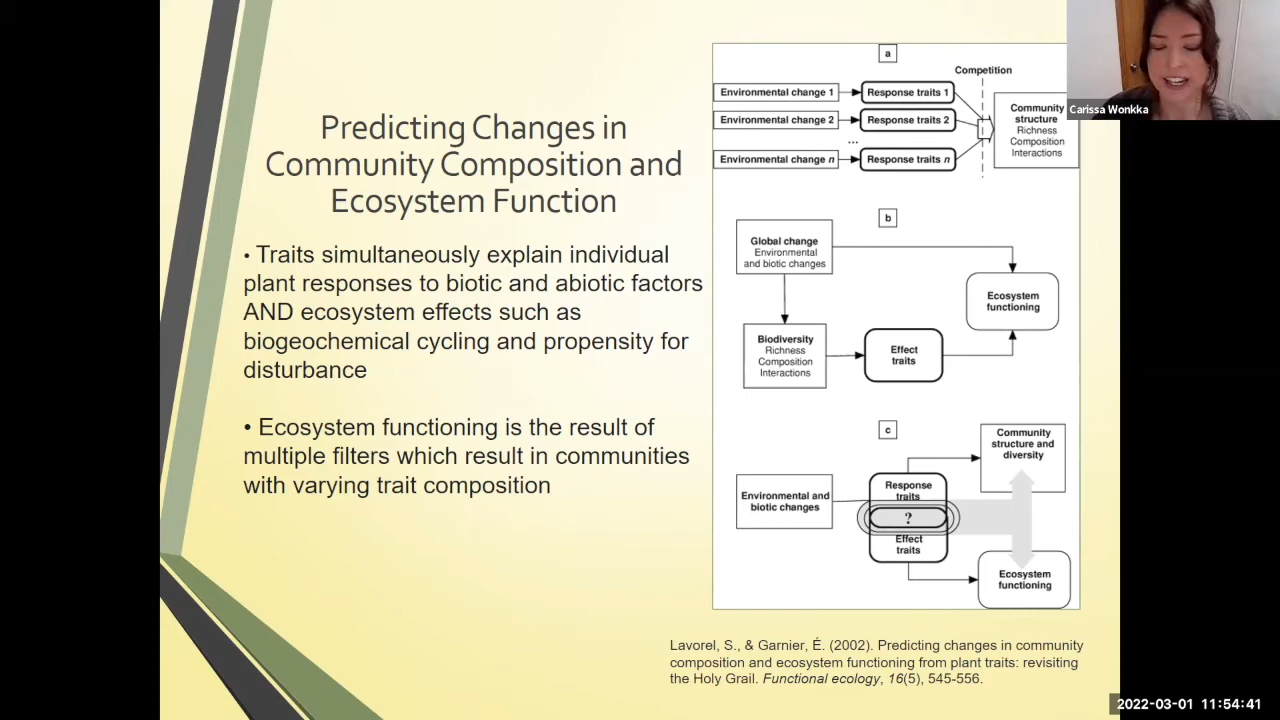 Predicting Changes in
Community Composition and
Ecosystem Function
• Traits simultaneously explain individual
plant responses to biotic and abiotic factors
AND ecosystem effects such as
biogeochemical cycling and propensity for
disturbance
• Ecosystem functioning is the result of
multiple filters which result in communities
with varying trait composition
a
Competition
Environmental change 1
Response traits 1
Environmental change 2
Response traits 2
...
Environmental change n
Response traits n
Community
structure
Richness
Composition
Interactions
b
Global change
Environmental
and biotic changes
Ecosystem
functioning
Biodiversity
Richness
Composition
Interactions
Effect
traits
c
Community
structure and
diversity
Environmental and
biotic changes
Response
traits
?
Effect
traits
Ecosystem
functioning
Lavorel, S., & Garnier, É. (2002). Predicting changes in community
composition and ecosystem functioning from plant traits: revisiting
the Holy Grail. Functional ecology, 16(5), 545-556.
Carissa Wonkka
2022-03-01 11:54:41